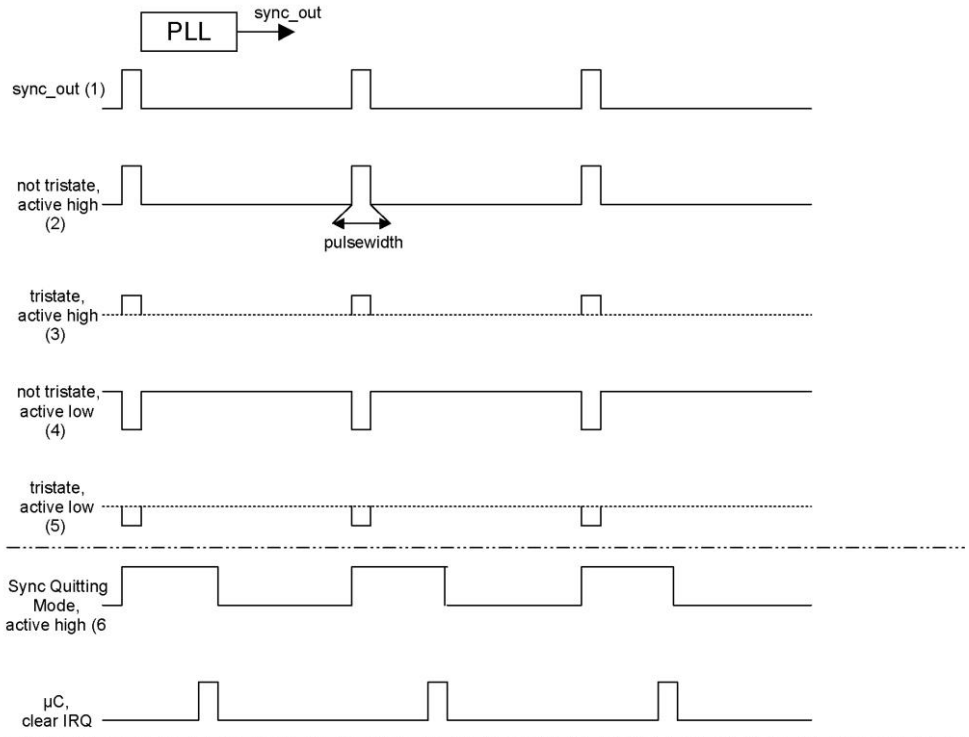 PLL
sync_out
sync_out (1)
not tristate,
active high
(2)
pulsewidth
tristate,
active high
(3)
not tristate,
active low
(4)
tristate,
active low
(5)
Sync Quitting
Mode,
active high (6
µC,
clear IRQ